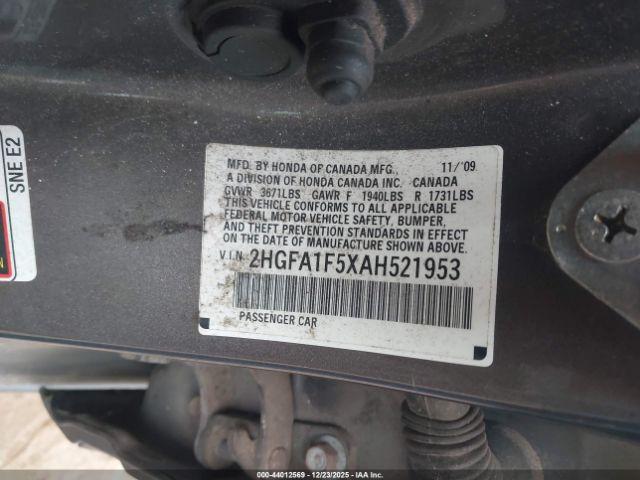 SNE E2
MFD. BY HONDA OF CANADA MFG., 11/'09
A DIVISION OF HONDA CANADA INC. CANADA
GVWR 3671LBS GAWR F 1940LBS R 1731LBS
THIS VEHICLE CONFORMS TO ALL APPLICABLE
FEDERAL MOTOR VEHICLE SAFETY, BUMPER,
AND THEFT PREVENTION STANDARDS IN EFFECT
ON THE DATE OF MANUFACTURE SHOWN ABOVE.
V.I.N. 2HGFA1F5XAH521953
PASSENGER CAR
000-44012569 - 12/23/2025 - IAA Inc.